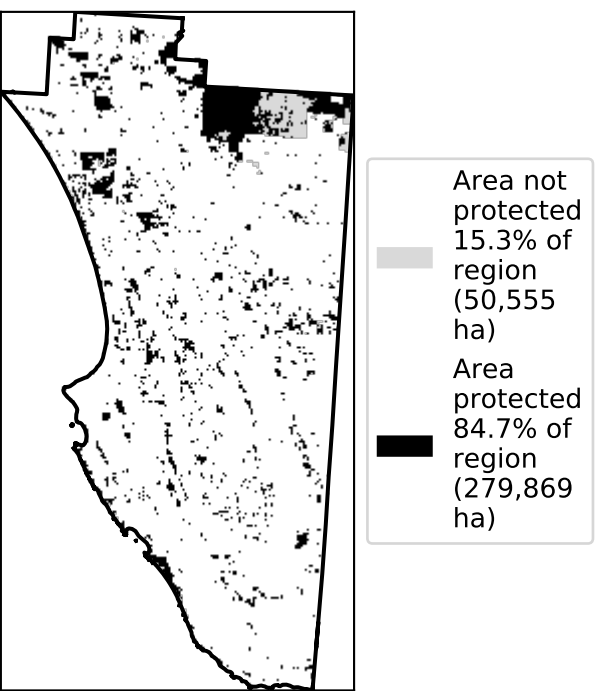 Area not
protected
15.3% of
region
(50,555
ha)
Area
protected
84.7% of
region
(279,869
ha)